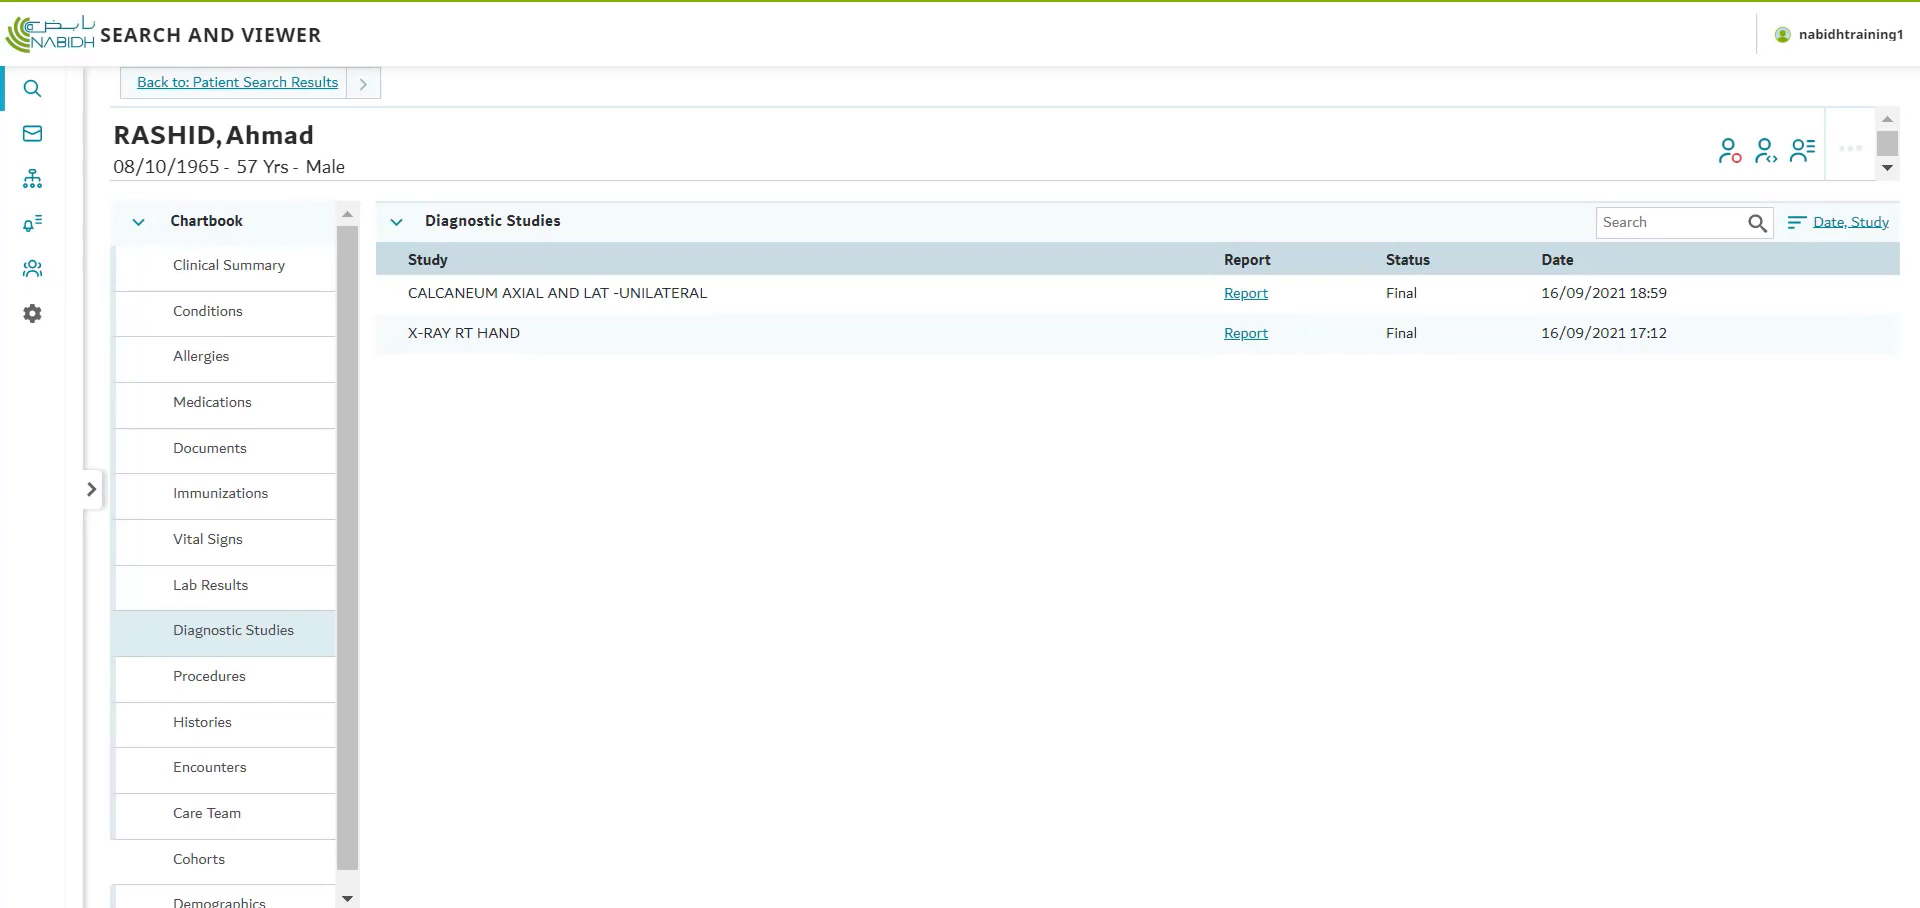 نابض
NABIDH
SEARCH AND VIEWER
nabidhtraining1
Back to: Patient Search Results
RASHID, Ahmad
08/10/1965 - 57 Yrs - Male
Chartbook
Clinical Summary
Conditions
Allergies
Medications
Documents
Immunizations
Vital Signs
Lab Results
Diagnostic Studies
Procedures
Histories
Encounters
Care Team
Cohorts
Demographics
Diagnostic Studies
Search
Date, Study
Study Report Status Date
CALCANEUM AXIAL AND LAT -UNILATERAL Report Final 16/09/2021 18:59
X-RAY RT HAND Report Final 16/09/2021 17:12